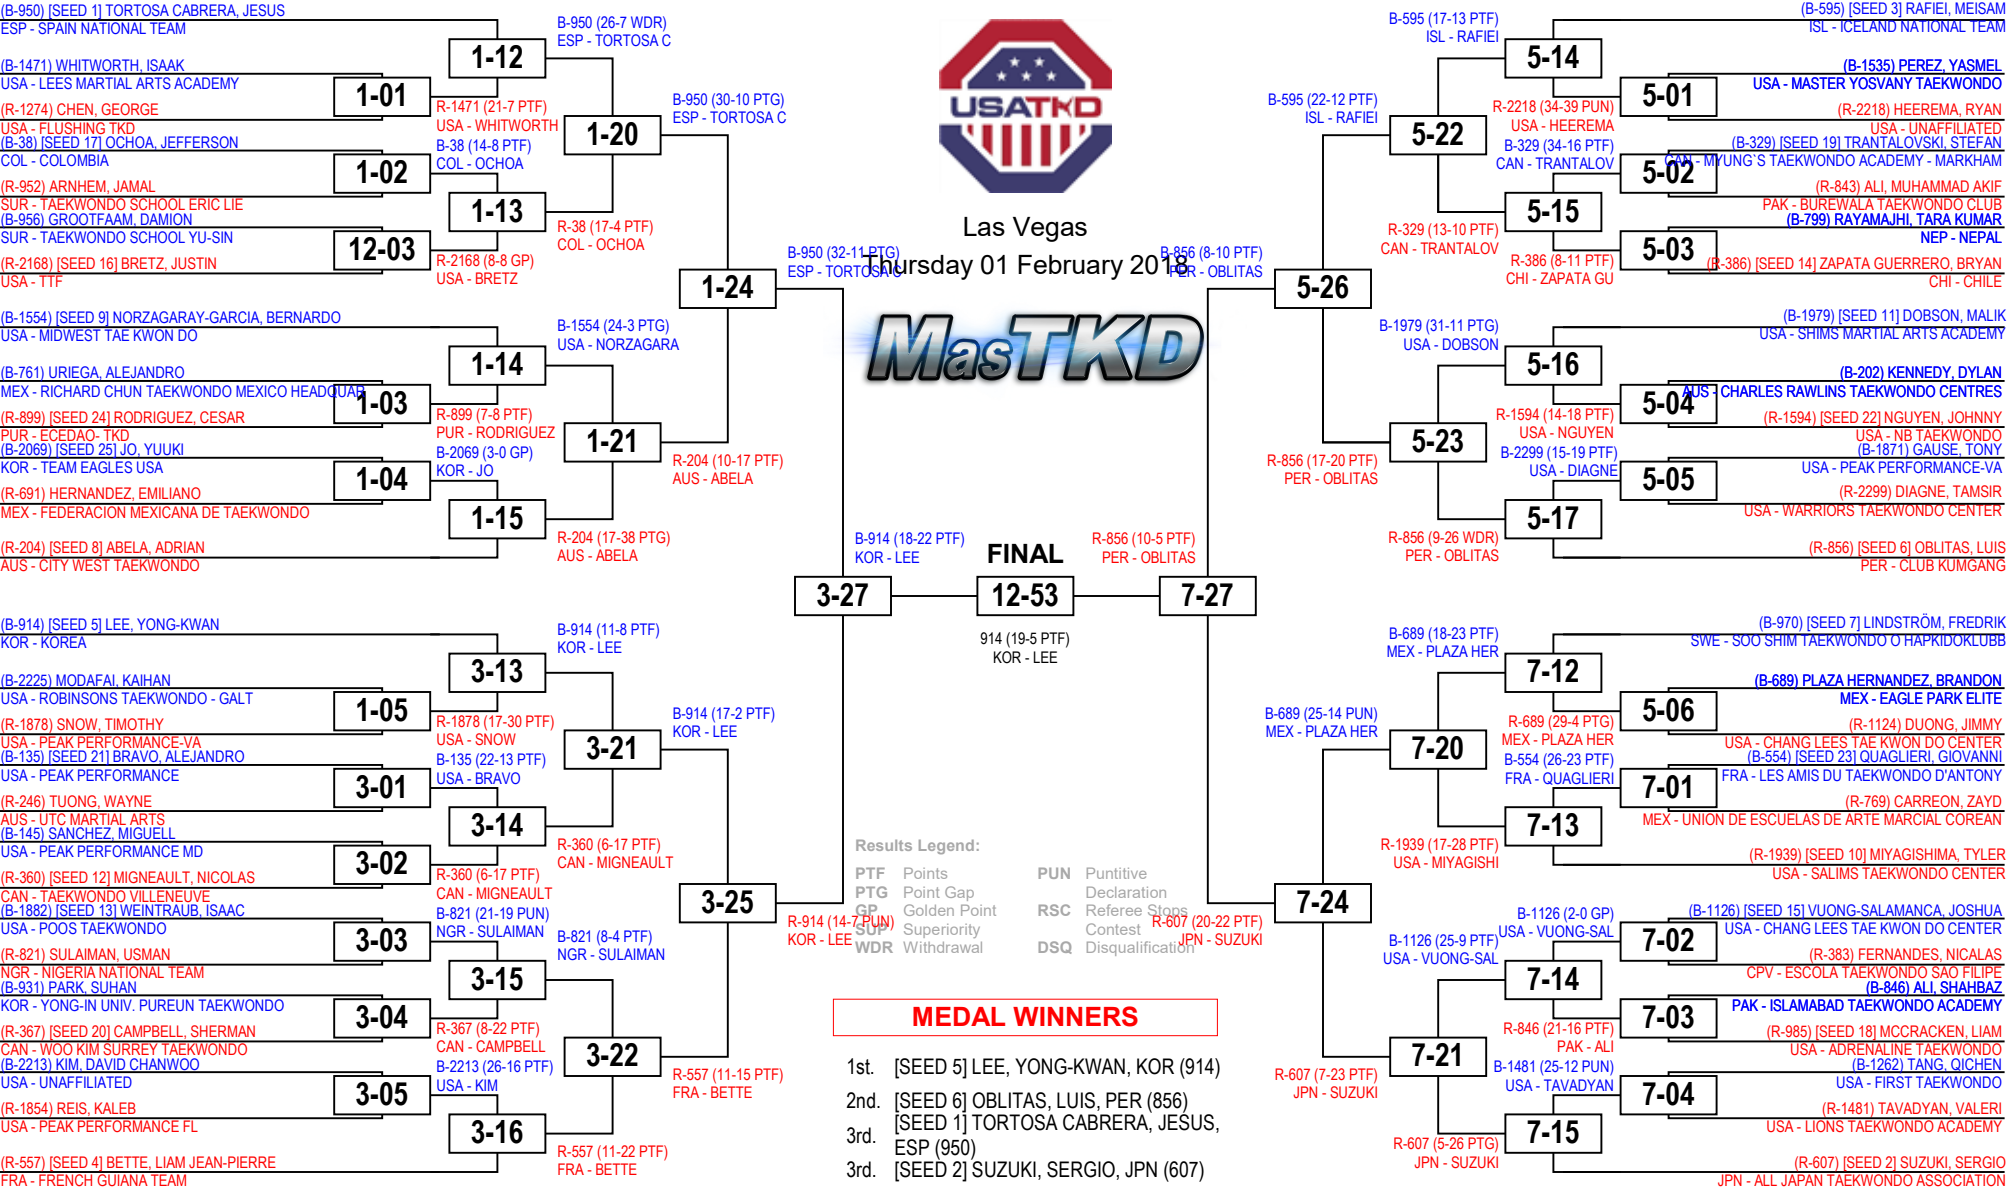 (B-950) [SEED 1] TORTOSA CABRERA, JESUS
ESP - SPAIN NATIONAL TEAM
(B-1471) WHITWORTH, ISAAK
USA - LEES MARTIAL ARTS ACADEMY
(R-1274) CHEN, GEORGE
USA - FLUSHING TKD
(B-38) [SEED 17] OCHOA, JEFFERSON
COL - COLOMBIA
(R-952) ARNHEM, JAMAL
SUR - TAEKWONDO SCHOOL ERIC LIE
(B-956) GROOTFAAM, DAMION
SUR - TAEKWONDO SCHOOL YU-SIN
(R-2168) [SEED 16] BRETZ, JUSTIN
USA - TTF
(B-1554) [SEED 9] NORZAGARAY-GARCIA, BERNARDO
USA - MIDWEST TAE KWON DO
(B-761) URIEGA, ALEJANDRO
MEX - RICHARD CHUN TAEKWONDO MEXICO HEADQUAR
(R-899) [SEED 24] RODRIGUEZ, CESAR
PUR - ECEDAO- TKD
(B-2069) [SEED 25] JO, YUUKI
KOR - TEAM EAGLES USA
(R-691) HERNANDEZ, EMILIANO
MEX - FEDERACION MEXICANA DE TAEKWONDO
(R-204) [SEED 8] ABELA, ADRIAN
AUS - CITY WEST TAEKWONDO
(B-914) [SEED 5] LEE, YONG-KWAN
KOR - KOREA
(B-2225) MODAFAI, KAIHAN
USA - ROBINSONS TAEKWONDO - GALT
(R-1878) SNOW, TIMOTHY
USA - PEAK PERFORMANCE-VA
(B-135) [SEED 21] BRAVO, ALEJANDRO
USA - PEAK PERFORMANCE
(R-246) TUONG, WAYNE
AUS - UTC MARTIAL ARTS
(B-145) SANCHEZ, MIGUELL
USA - PEAK PERFORMANCE MD
(R-360) [SEED 12] MIGNEAULT, NICOLAS
CAN - TAEKWONDO VILLENEUVE
(B-1882) [SEED 13] WEINTRAUB, ISAAC
USA - POOS TAEKWONDO
(R-821) SULAIMAN, USMAN
NGR - NIGERIA NATIONAL TEAM
(B-931) PARK, SUHAN
KOR - YONG-IN UNIV. PUREUN TAEKWONDO
(R-367) [SEED 20] CAMPBELL, SHERMAN
CAN - WOO KIM SURREY TAEKWONDO
(B-2213) KIM, DAVID CHANWOO
USA - UNAFFILIATED
(R-1854) REIS, KALEB
USA - PEAK PERFORMANCE FL
(R-557) [SEED 4] BETTE, LIAM JEAN-PIERRE
FRA - FRENCH GUIANA TEAM
1-01
1-02
12-03
1-03
1-04
1-05
3-01
3-02
3-03
3-04
3-05
1-12
R-1471 (21-7 PTF)
USA - WHITWORTH
B-38 (14-8 PTF)
COL - OCHOA
1-13
R-2168 (8-8 GP)
USA - BRETZ
1-14
R-899 (7-8 PTF)
PUR - RODRIGUEZ
B-2069 (3-0 GP)
KOR - JO
1-15
3-13
R-1878 (17-30 PTF)
USA - SNOW
B-135 (22-13 PTF)
USA - BRAVO
3-14
R-360 (6-17 PTF)
CAN - MIGNEAULT
B-821 (21-19 PUN)
NGR - SULAIMAN
3-15
R-367 (8-22 PTF)
CAN - CAMPBELL
B-2213 (26-16 PTF)
USA - KIM
3-16
B-950 (26-7 WDR)
ESP - TORTOSA C
1-20
R-38 (17-4 PTF)
COL - OCHOA
B-1554 (24-3 PTG)
USA - NORZAGARA
1-21
R-204 (17-38 PTG)
AUS - ABELA
B-914 (11-8 PTF)
KOR - LEE
3-21
R-360 (6-17 PTF)
CAN - MIGNEAULT
B-821 (8-4 PTF)
NGR - SULAIMAN
3-22
R-557 (11-22 PTF)
FRA - BETTE
B-950 (30-10 PTG)
ESP - TORTOSA C
1-24
R-204 (10-17 PTF)
AUS - ABELA
B-914 (17-2 PTF)
KOR - LEE
3-25
R-557 (11-15 PTF)
FRA - BETTE
B-950 (32-11 PTG)
ESP - TORTOSA C
3-27
R-914 (14-7 PUN)
KOR - LEE
USATKD
Las Vegas
Thursday 01 February 2018
MasTKD
B-914 (18-22 PTF)
KOR - LEE
FINAL
R-856 (10-5 PTF)
PER - OBLITAS
12-53
914 (19-5 PTF)
KOR - LEE
Results Legend:
PTF Points
PTG Point Gap
GP Golden Point
SUP Superiority
WDR Withdrawal
PUN Puntitive Declaration
RSC Referee Stops Contest
DSQ Disqualification
MEDAL WINNERS
1st. [SEED 5] LEE, YONG-KWAN, KOR (914)
2nd. [SEED 6] OBLITAS, LUIS, PER (856)
3rd. [SEED 1] TORTOSA CABRERA, JESUS,
ESP (950)
3rd. [SEED 2] SUZUKI, SERGIO, JPN (607)
B-856 (8-10 PTF)
PER - OBLITAS
7-27
R-607 (20-22 PTF)
JPN - SUZUKI
B-595 (22-12 PTF)
ISL - RAFIEI
5-26
R-856 (17-20 PTF)
PER - OBLITAS
B-689 (25-14 PUN)
MEX - PLAZA HER
7-24
R-607 (7-23 PTF)
JPN - SUZUKI
B-595 (17-13 PTF)
ISL - RAFIEI
5-22
R-329 (13-10 PTF)
CAN - TRANTALOV
B-1979 (31-11 PTG)
USA - DOBSON
5-23
R-856 (9-26 WDR)
PER - OBLITAS
B-689 (18-23 PTF)
MEX - PLAZA HER
7-20
R-1939 (17-28 PTF)
USA - MIYAGISHI
B-1126 (25-9 PTF)
USA - VUONG-SAL
7-21
R-607 (5-26 PTG)
JPN - SUZUKI
5-14
R-2218 (34-39 PUN)
USA - HEEREMA
B-329 (34-16 PTF)
CAN - TRANTALOV
5-15
R-386 (8-11 PTF)
CHI - ZAPATA GU
5-16
R-1594 (14-18 PTF)
USA - NGUYEN
B-2299 (15-19 PTF)
USA - DIAGNE
5-17
7-12
R-689 (29-4 PTG)
MEX - PLAZA HER
B-554 (26-23 PTF)
FRA - QUAGLIERI
7-13
B-1126 (2-0 GP)
USA - VUONG-SAL
7-14
R-846 (21-16 PTF)
PAK - ALI
B-1481 (25-12 PUN)
USA - TAVADYAN
7-15
5-01
5-02
5-03
5-04
5-05
5-06
7-01
7-02
7-03
7-04
(B-595) [SEED 3] RAFIEI, MEISAM
ISL - ICELAND NATIONAL TEAM
(B-1535) PEREZ, YASMEL
USA - MASTER YOSVANY TAEKWONDO
(R-2218) HEEREMA, RYAN
USA - UNAFFILIATED
(B-329) [SEED 19] TRANTALOVSKI, STEFAN
CAN - MYUNG`S TAEKWONDO ACADEMY - MARKHAM
(R-843) ALI, MUHAMMAD AKIF
PAK - BUREWALA TAEKWONDO CLUB
(B-799) RAYAMAJHI, TARA KUMAR
NEP - NEPAL
(R-386) [SEED 14] ZAPATA GUERRERO, BRYAN
CHI - CHILE
(B-1979) [SEED 11] DOBSON, MALIK
USA - SHIMS MARTIAL ARTS ACADEMY
(B-202) KENNEDY, DYLAN
AUS - CHARLES RAWLINS TAEKWONDO CENTRES
(R-1594) [SEED 22] NGUYEN, JOHNNY
USA - NB TAEKWONDO
(B-1871) GAUSE, TONY
USA - PEAK PERFORMANCE-VA
(R-2299) DIAGNE, TAMSIR
USA - WARRIORS TAEKWONDO CENTER
(R-856) [SEED 6] OBLITAS, LUIS
PER - CLUB KUMGANG
(B-970) [SEED 7] LINDSTRÖM, FREDRIK
SWE - SOO SHIM TAEKWONDO O HAPKIDOKLUBB
(B-689) PLAZA HERNANDEZ, BRANDON
MEX - EAGLE PARK ELITE
(R-1124) DUONG, JIMMY
USA - CHANG LEES TAE KWON DO CENTER
(B-554) [SEED 23] QUAGLIERI, GIOVANNI
FRA - LES AMIS DU TAEKWONDO D'ANTONY
(R-769) CARREON, ZAYD
MEX - UNION DE ESCUELAS DE ARTE MARCIAL COREAN
(R-1939) [SEED 10] MIYAGISHIMA, TYLER
USA - SALIMS TAEKWONDO CENTER
(B-1126) [SEED 15] VUONG-SALAMANCA, JOSHUA
USA - CHANG LEES TAE KWON DO CENTER
(R-383) FERNANDES, NICALAS
CPV - ESCOLA TAEKWONDO SAO FILIPE
(B-846) ALI, SHAHBAZ
PAK - ISLAMABAD TAEKWONDO ACADEMY
(R-985) [SEED 18] MCCRACKEN, LIAM
USA - ADRENALINE TAEKWONDO
(B-1262) TANG, QICHEN
USA - FIRST TAEKWONDO
(R-1481) TAVADYAN, VALERI
USA - LIONS TAEKWONDO ACADEMY
(R-607) [SEED 2] SUZUKI, SERGIO
JPN - ALL JAPAN TAEKWONDO ASSOCIATION